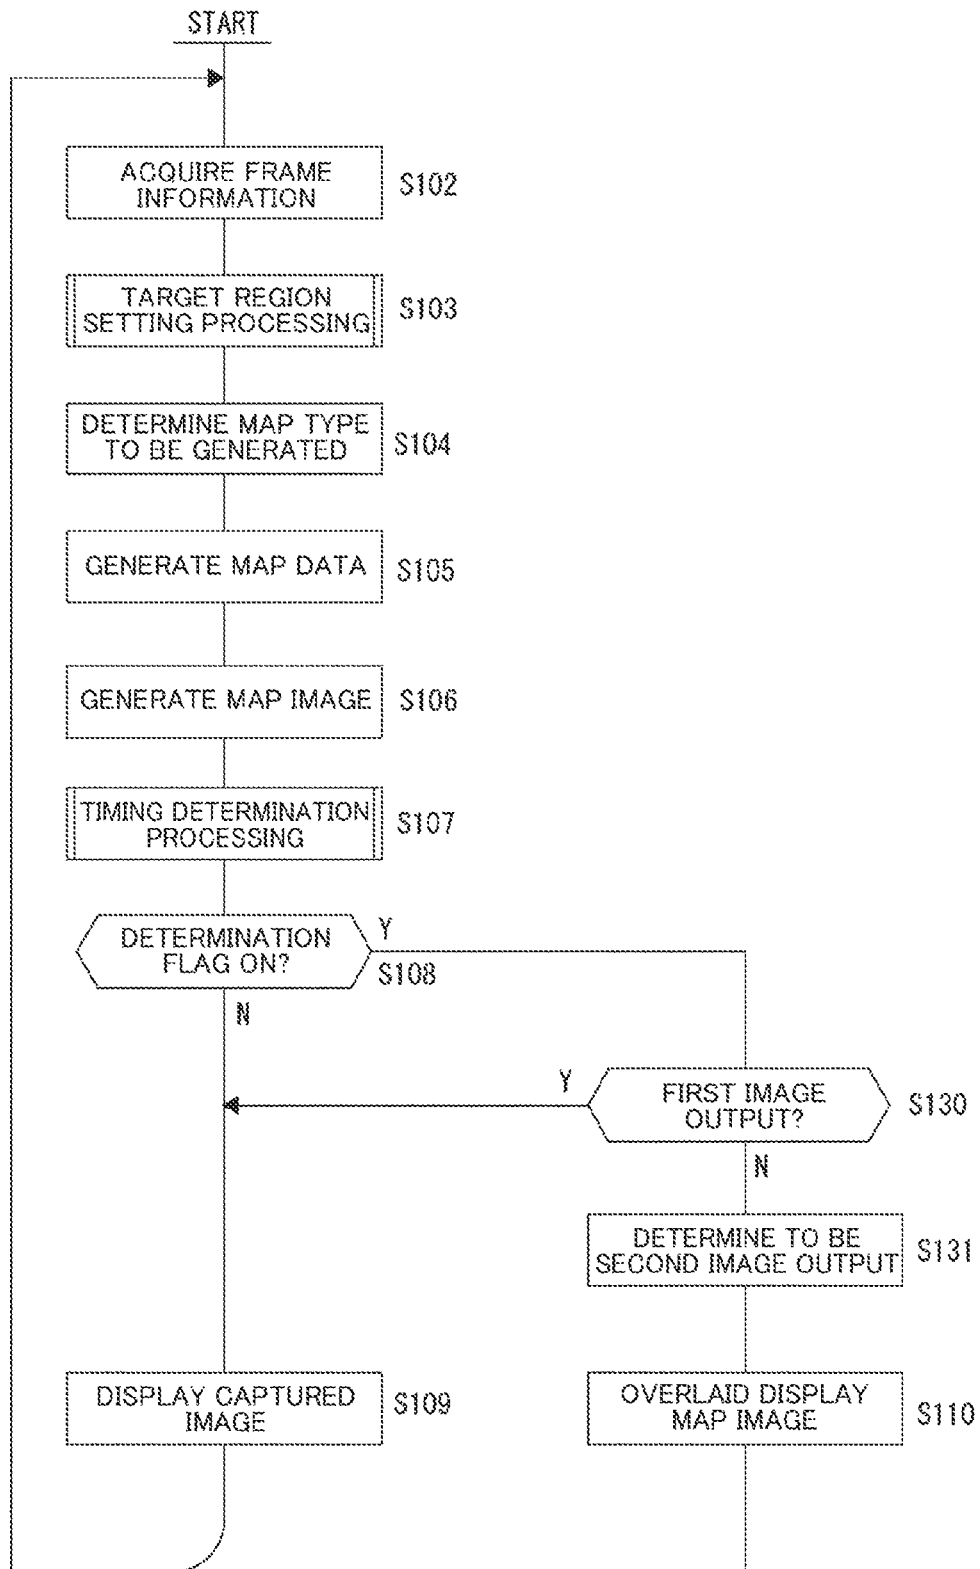 START
ACQUIRE FRAME
INFORMATION
S102
TARGET REGION
SETTING PROCESSING
S103
DETERMINE MAP TYPE
TO BE GENERATED
S104
GENERATE MAP DATA
S105
GENERATE MAP IMAGE
S106
TIMING DETERMINATION
PROCESSING
S107
DETERMINATION
FLAG ON?
Y
S108
N
FIRST IMAGE
OUTPUT?
Y
S130
N
DETERMINE TO BE
SECOND IMAGE OUTPUT
S131
DISPLAY CAPTURED
IMAGE
S109
OVERLAID DISPLAY
MAP IMAGE
S110